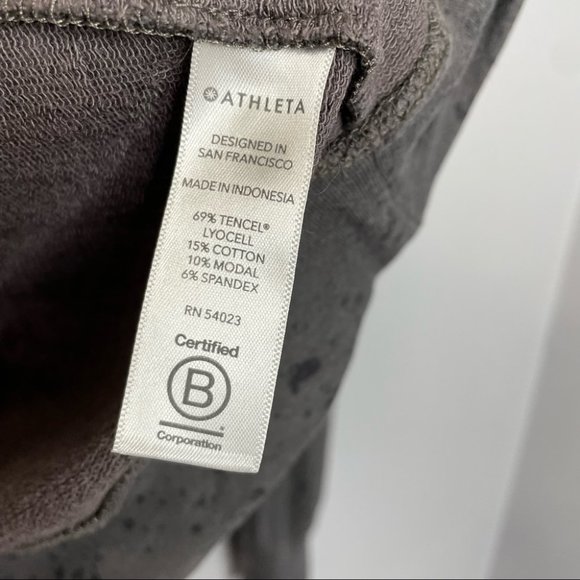 ATHLETA
DESIGNED IN
SAN FRANCISCO
MADE IN INDONESIA
69% TENCEL®
LYOCELL
15% COTTON
10% MODAL
6% SPANDEX
RN 54023
Certified
B
Corporation